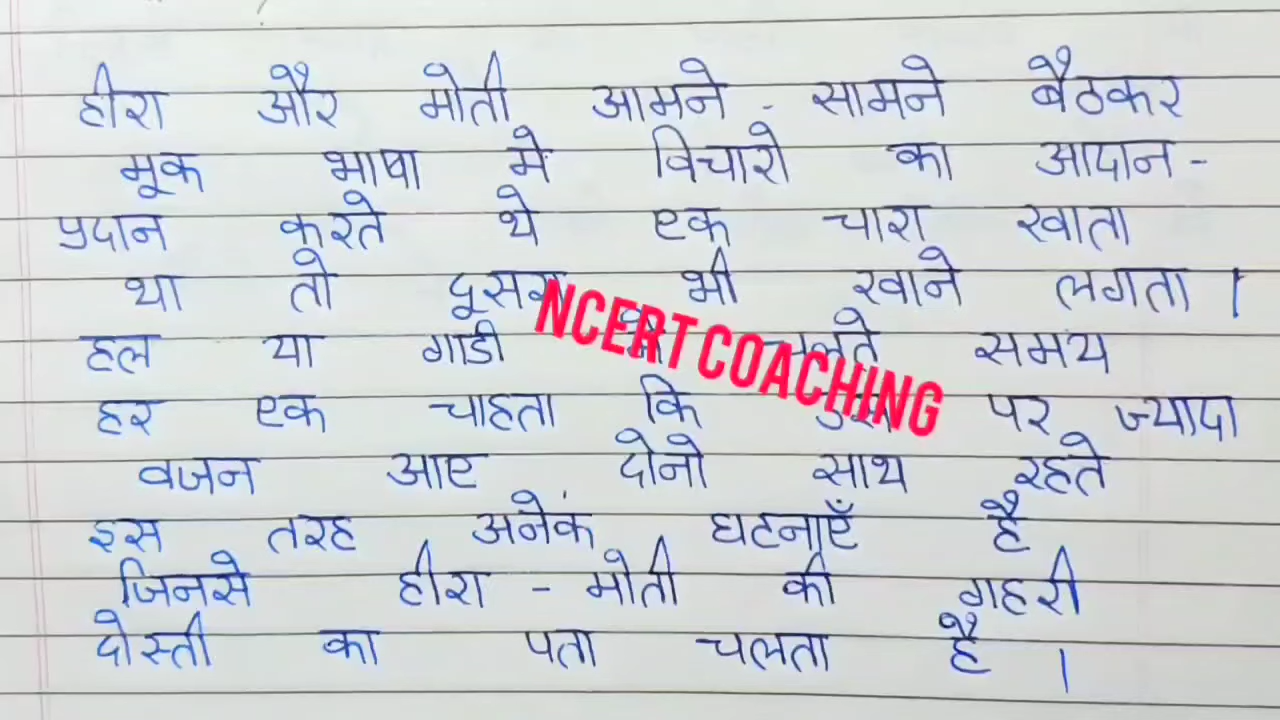 हीरा और मोती आमने - सामने बैठकर
मूक भाषा मे विचारो का आदान -
प्रदान करते थे एक चारा खाता
था तो दूसरा भी खाने लगता |
हल या गाडी चलते समय
हर एक चाहता कि पर ज्यादा
वजन आए दोनो साथ रहते
इस तरह अनेकं घटनाएँ है
जिनसे हीरा - मोती की गहरी
दोस्ती का पता चलता है |
NCERT COACHING